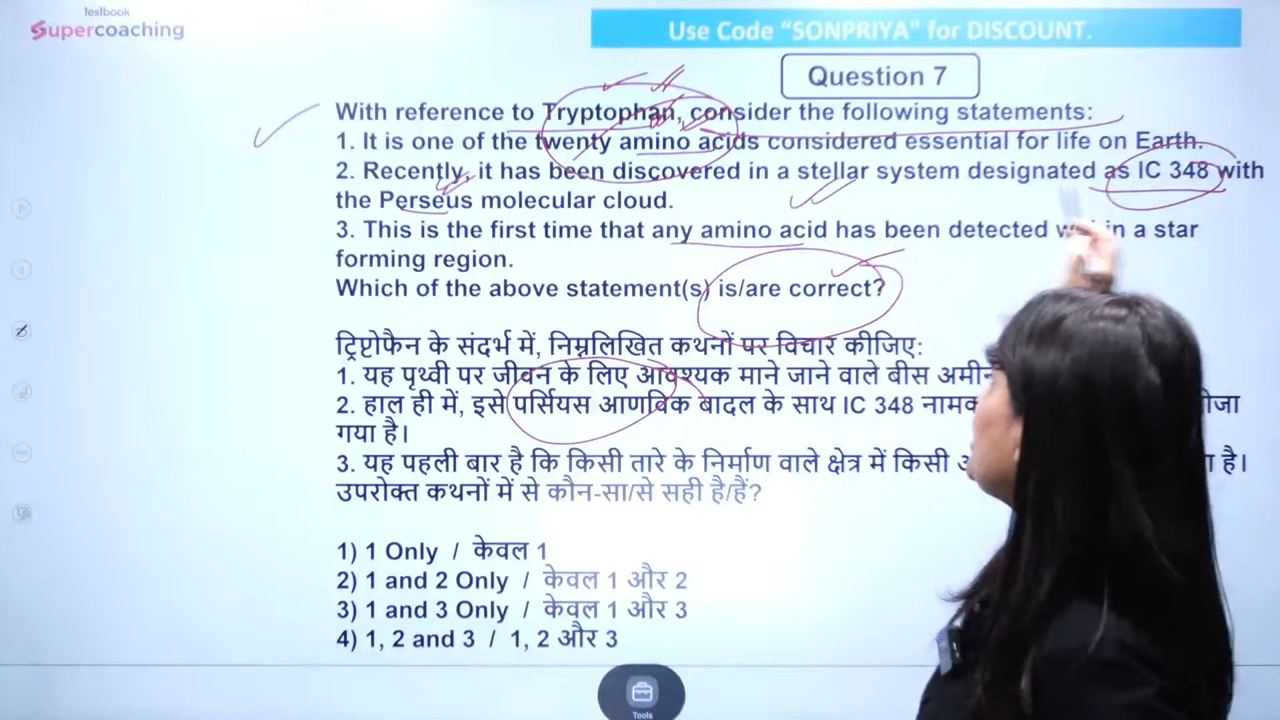 testbook
Supercoaching
Use Code “SONPRIYA” for DISCOUNT.
Question 7
With reference to Tryptophan, consider the following statements:
1. It is one of the twenty amino acids considered essential for life on Earth.
2. Recently, it has been discovered in a stellar system designated as IC 348 with
the Perseus molecular cloud.
3. This is the first time that any amino acid has been detected in a star
forming region.
Which of the above statement(s) is/are correct?
ट्रिप्टोफैन के संदर्भ में, निम्नलिखित कथनों पर विचार कीजिए:
1. यह पृथ्वी पर जीवन के लिए आवश्यक माने जाने वाले बीस
2. हाल ही में, इसे पर्सियस आणविक बादल के साथ IC 348
गया है।
3. यह पहली बार है कि किसी तारे के निर्माण वाले क्षेत्र में किसी है।
उपरोक्त कथनों में से कौन-सा/से सही है/हैं?
1) 1 Only / केवल 1
2) 1 and 2 Only / केवल 1 और 2
3) 1 and 3 Only / केवल 1 और 3
4) 1, 2 and 3 / 1, 2 और 3
Tools